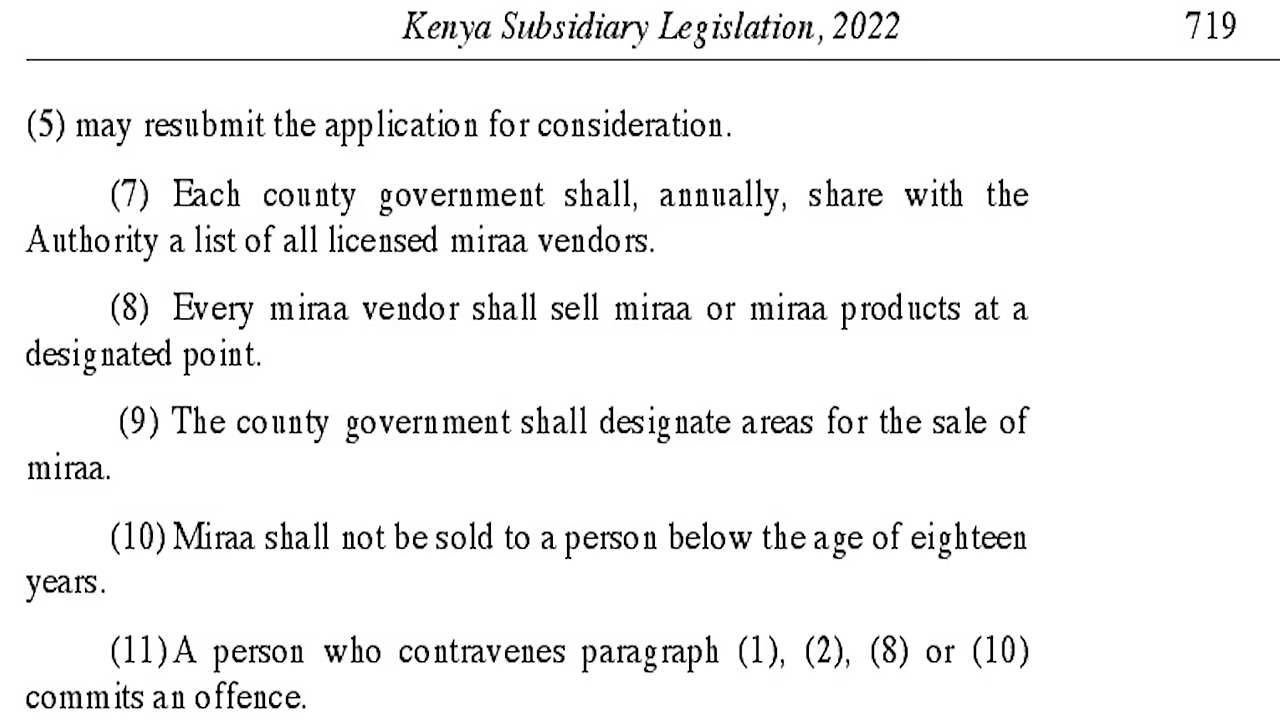 Kenya Subsidiary Legislation, 2022 719
(5) may resubmit the application for consideration.
(7) Each county government shall, annually, share with the
Authority a list of all licensed miraa vendors.
(8) Every miraa vendor shall sell miraa or miraa products at a
designated point.
(9) The county government shall designate areas for the sale of
miraa.
(10) Miraa shall not be sold to a person below the age of eighteen
years.
(11) A person who contravenes paragraph (1), (2), (8) or (10)
commits an offence.